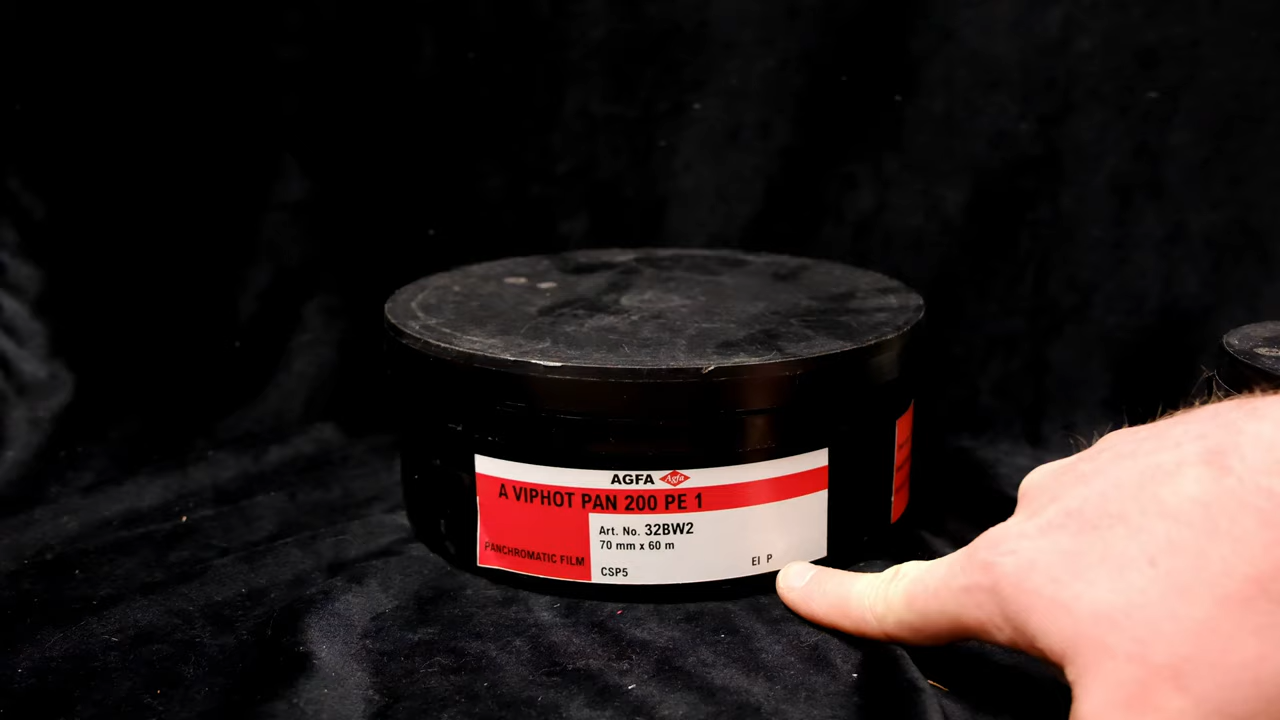 AGFA Agfa
A VIPHOT PAN 200 PE 1
Art. No. 32BW2
70 mm x 60 m
PANCHROMATIC FILM
CSP5
EI P